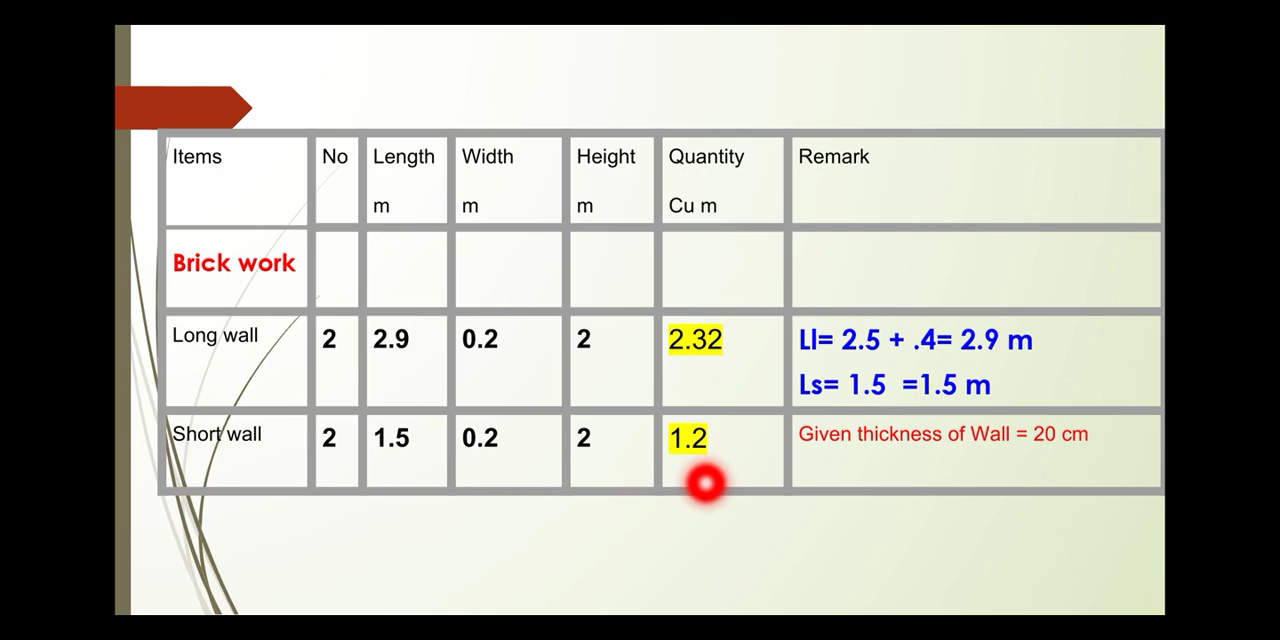 Items No Length Width Height Quantity Remark
m m m Cu m
Brick work
Long wall 2 2.9 0.2 2 2.32 Ll= 2.5 + .4= 2.9 m
Ls= 1.5 =1.5 m
Short wall 2 1.5 0.2 2 1.2 Given thickness of Wall = 20 cm